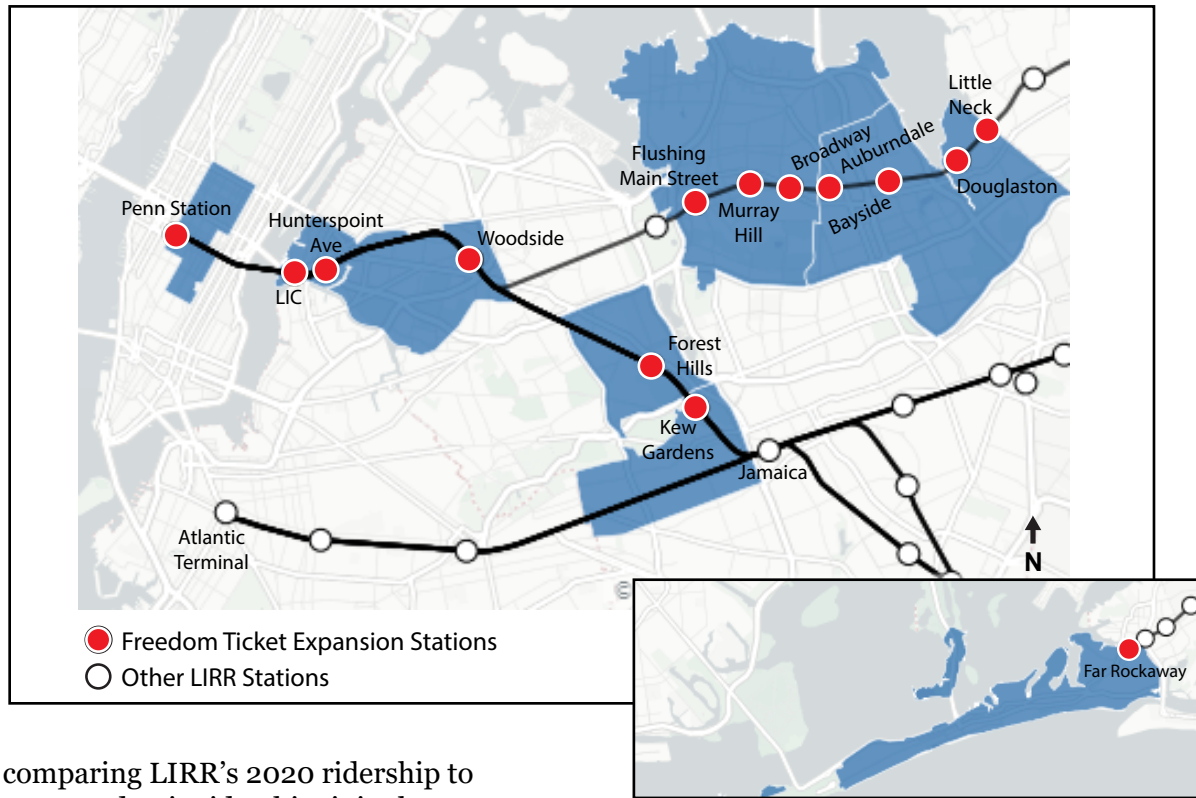 Little
Neck
Broadway
Auburndale
Flushing
Main Street
Douglaston
Penn Station
Hunterspoint
Ave
Woodside
Murray
Hill
Bayside
LIC
Forest
Hills
Kew
Gardens
Jamaica
Atlantic
Terminal
N
©
Freedom Ticket Expansion Stations
Other LIRR Stations
Far Rockaway
comparing LIRR's 2020 ridership to